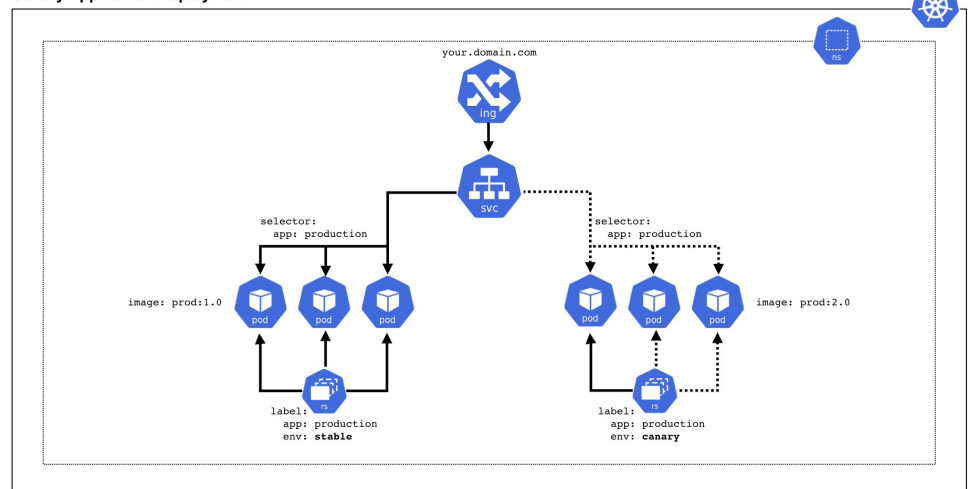 your.domain.com
ns
ing
svc
selector:
app: production
selector:
app: production
image: prod:1.0
pod
pod
pod
pod
pod
pod
image: prod:2.0
rs
rs
label:
app: production
env: stable
label:
app: production
env: canary